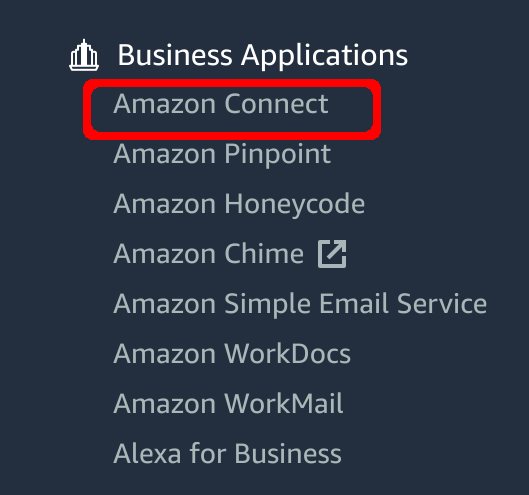 Business Applications
Amazon Connect
Amazon Pinpoint
Amazon Honeycode
Amazon Chime
Amazon Simple Email Service
Amazon WorkDocs
Amazon WorkMail
Alexa for Business